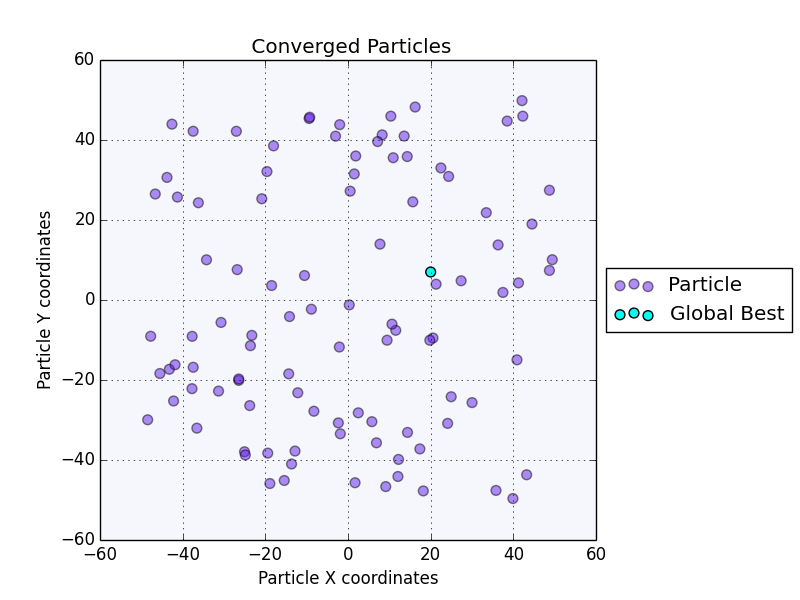 Converged Particles
60
40
20
0
−20
−40
−60
−60 −40 −20 0 20 40 60
Particle Y coordinates
Particle X coordinates
Particle
Global Best